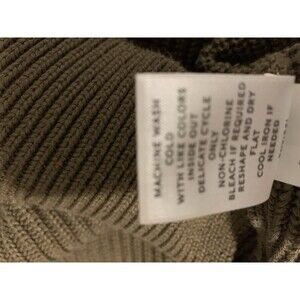 MACHINE WASH
COLD
WITH LIKE COLORS
INSIDE OUT
DELICATE CYCLE
ONLY
NON-CHLORINE
BLEACH IF REQUIRED
RESHAPE AND DRY
FLAT
COOL IRON IF
NEEDED